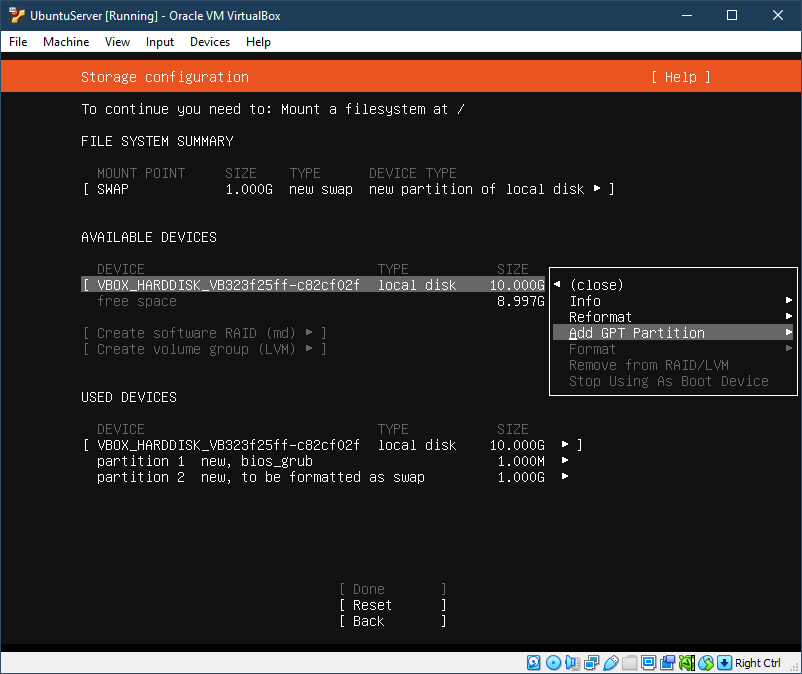 UbuntuServer [Running] - Oracle VM VirtualBox
File Machine View Input Devices Help
Storage configuration [ Help ]
To continue you need to: Mount a filesystem at /
FILE SYSTEM SUMMARY
MOUNT POINT SIZE TYPE DEVICE TYPE
[ SWAP 1.000G new swap new partition of local disk ▸ ]
AVAILABLE DEVICES
DEVICE TYPE SIZE
[ VBOX_HARDDISK_VB323f25ff-c82cf02f local disk 10.000G
free space 8.997G
[ Create software RAID (md) ▸ ]
[ Create volume group (LVM) ▸ ]
◂ (close)
Info ▸
Reformat ▸
Add GPT Partition ▸
Format ▸
Remove from RAID/LVM
Stop Using As Boot Device
USED DEVICES
DEVICE TYPE SIZE
[ VBOX_HARDDISK_VB323f25ff-c82cf02f local disk 10.000G ▸ ]
partition 1 new, bios_grub 1.000M ▸
partition 2 new, to be formatted as swap 1.000G ▸
[ Done ]
[ Reset ]
[ Back ]
Right Ctrl